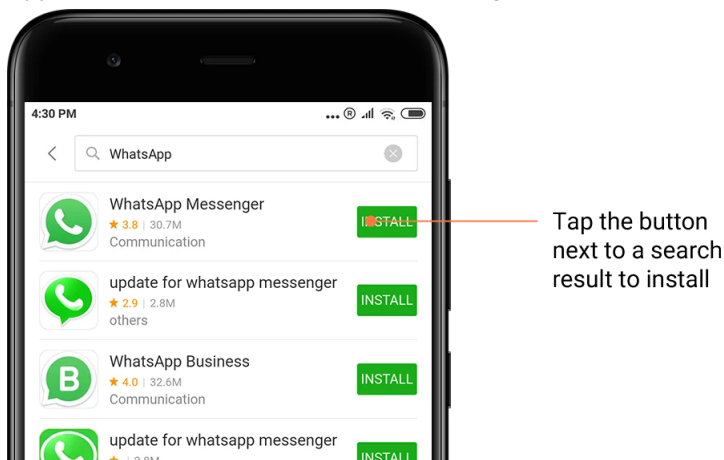 4:30 PM
WhatsApp
WhatsApp Messenger
INSTALL
★ 3.8 | 30.7M
Communication
Tap the button
next to a search
result to install
update for whatsapp messenger
INSTALL
★ 2.9 | 2.8M
others
WhatsApp Business
INSTALL
★ 4.0 | 32.6M
Communication
B
update for whatsapp messenger
INSTALL